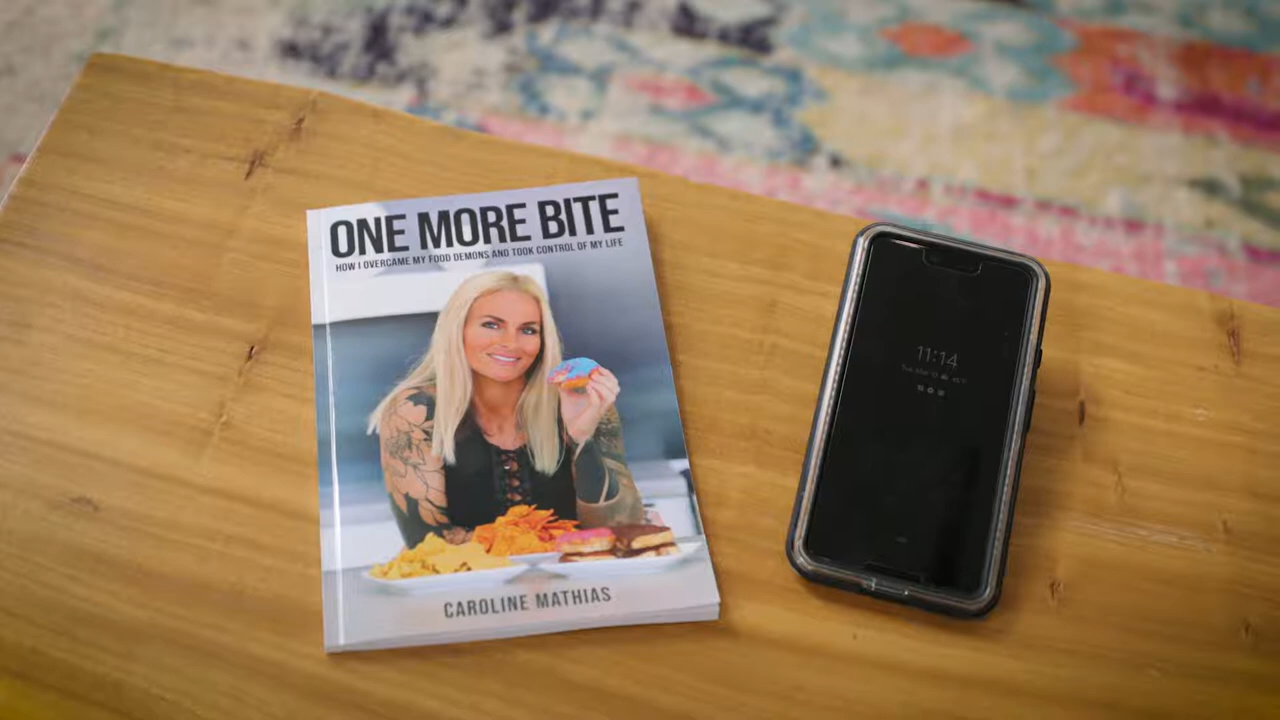 ONE MORE BITE
HOW I OVERCAME MY FOOD DEMONS AND TOOK CONTROL OF MY LIFE
CAROLINE MATHIAS
11:14